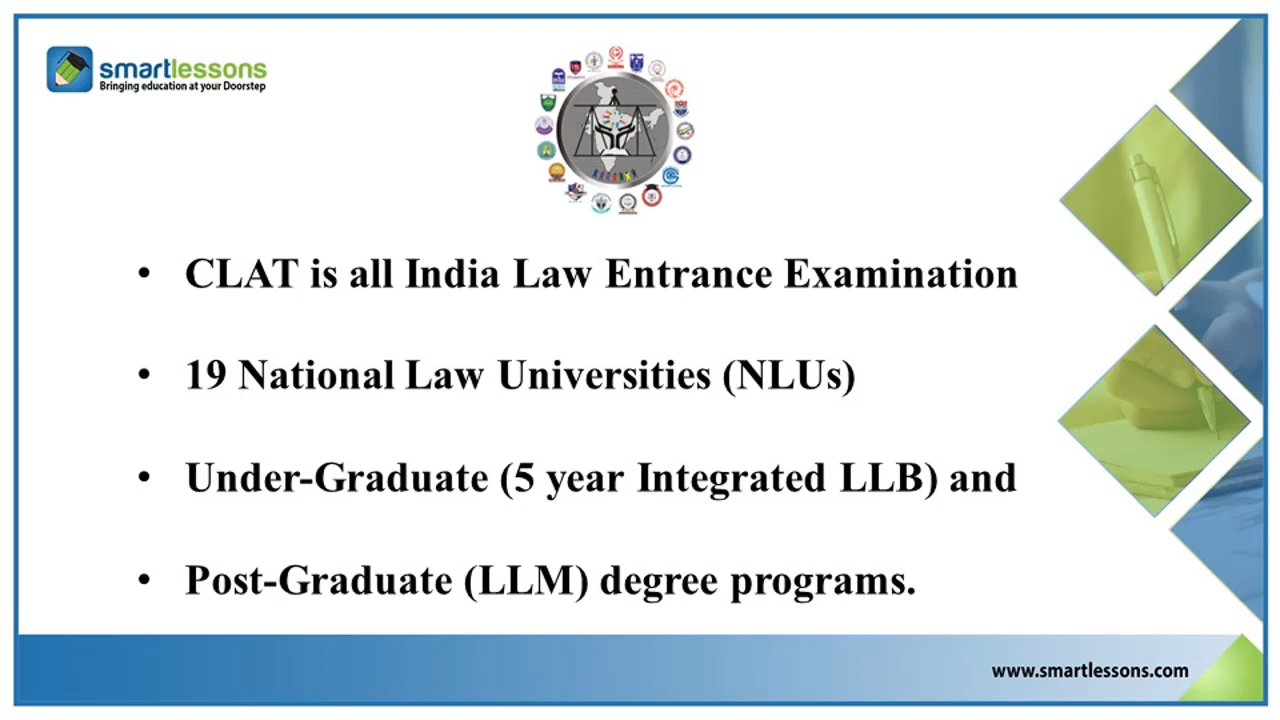 smartlessons
Bringing education at your Doorstep
• CLAT is all India Law Entrance Examination
• 19 National Law Universities (NLUs)
• Under-Graduate (5 year Integrated LLB) and
• Post-Graduate (LLM) degree programs.
www.smartlessons.com